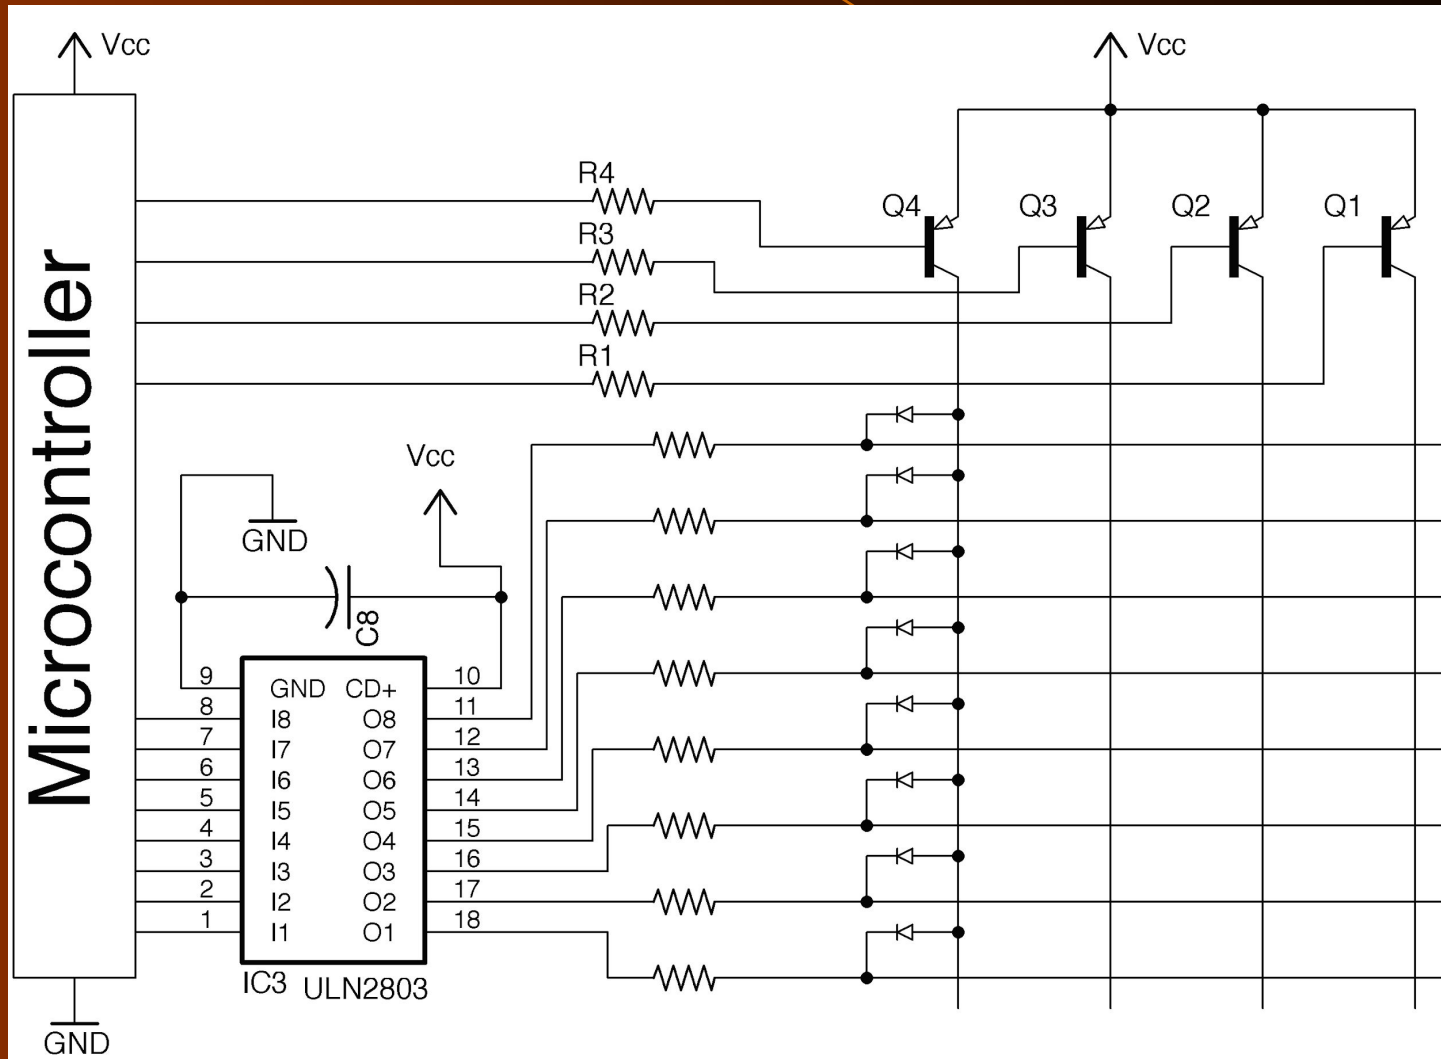 Vcc
Vcc
R4
Q4
Q3
Q2
Q1
R3
R2
R1
Microcontroller
Vcc
GND
C8
9 GND CD+ 10
8 I8 O8 11
7 I7 O7 12
6 I6 O6 13
5 I5 O5 14
4 I4 O4 15
3 I3 O3 16
2 I2 O2 17
1 I1 O1 18
IC3 ULN2803
GND